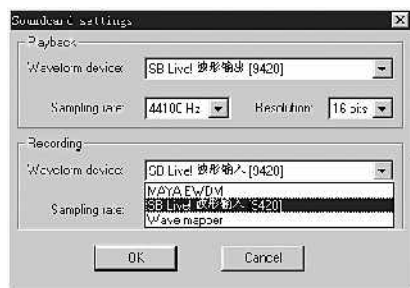 Soundcard settings
Playback
Waveform device: SB Live! 波形输出 [9420]
Sampling rate: 44100 Hz Resolution: 16 bits
Recording
Waveform device: SB Live! 波形输入 [9420]
MAYA EWDM
SB Live! 波形输入 [9420]
Sampling rate:
Wave mapper
OK Cancel